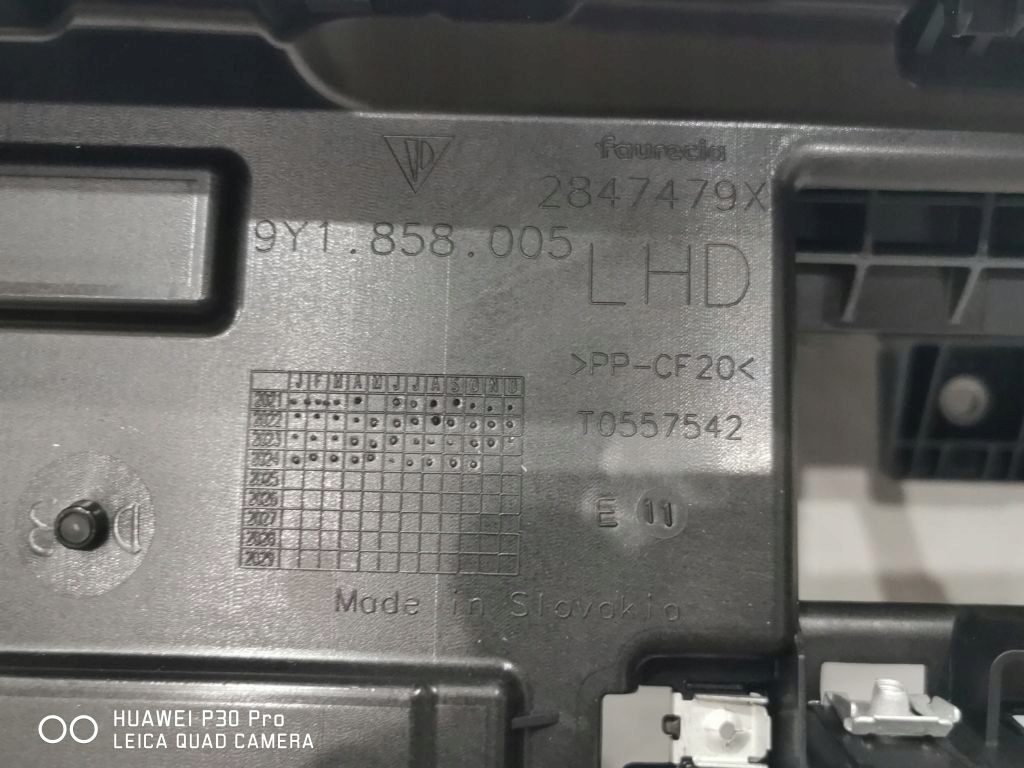 faurecia
2847479X
9Y1.858.005
LHD
>PP-CF20<
J F M A M J J A S O N D
2021
2022
2023
2024
2025
2026
2027
2028
2029
T0557542
E 11
Made in Slovakia
HUAWEI P30 Pro
LEICA QUAD CAMERA